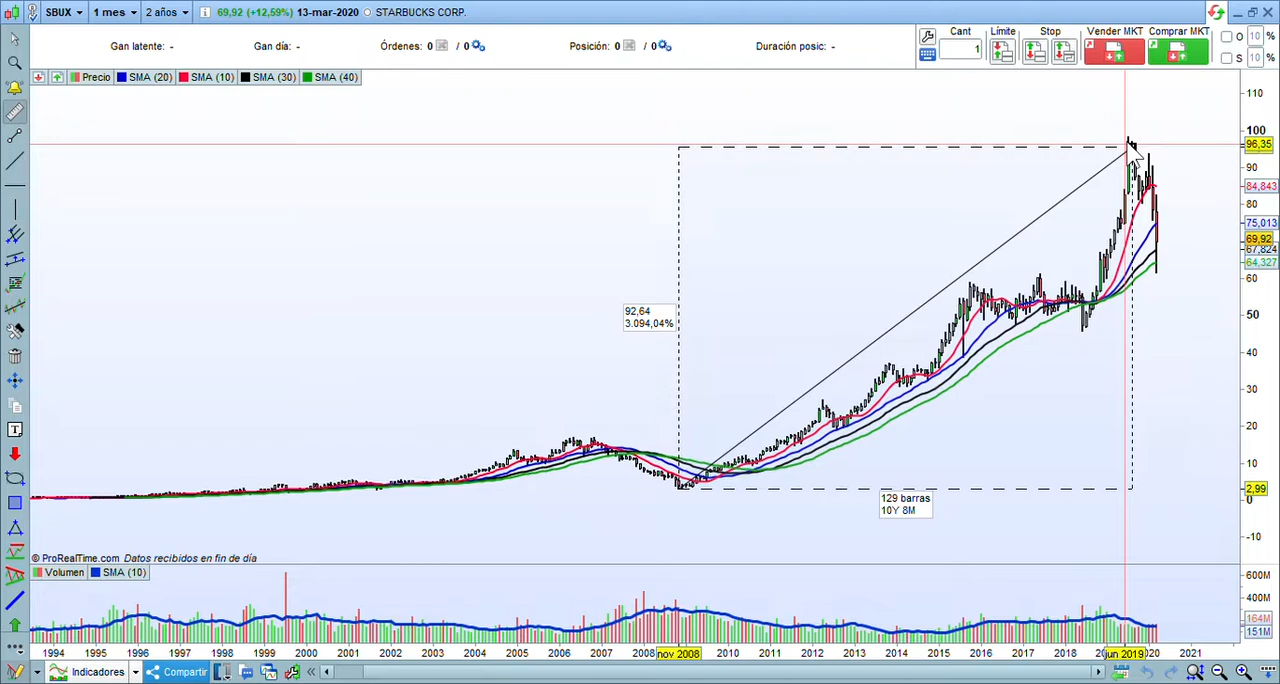 SBUX 1 mes 2 años 69,92 (+12,59%) 13-mar-2020 STARBUCKS CORP.
Gan latente: - Gan día: - Órdenes: 0 / 0 Posición: 0 / 0 Duración posic: -
Cant Límite Stop Vender MKT Comprar MKT O 10 %
1 S 10 %
Precio SMA (20) SMA (10) SMA (30) SMA (40)
110
100
96,35
90
84,843
80
75,013
69,92
67,824
64,327
60
50
40
30
20
10
2,99
0
-10
92,64
3.094,04%
129 barras
10Y 8M
© ProRealTime.com Datos recibidos en fin de día
Volumen SMA (10)
600M
400M
164M
151M
1994 1995 1996 1997 1998 1999 2000 2001 2002 2003 2004 2005 2006 2007 2008 nov 2008 2010 2011 2012 2013 2014 2015 2016 2017 2018 jun 2019 2021
Indicadores Compartir